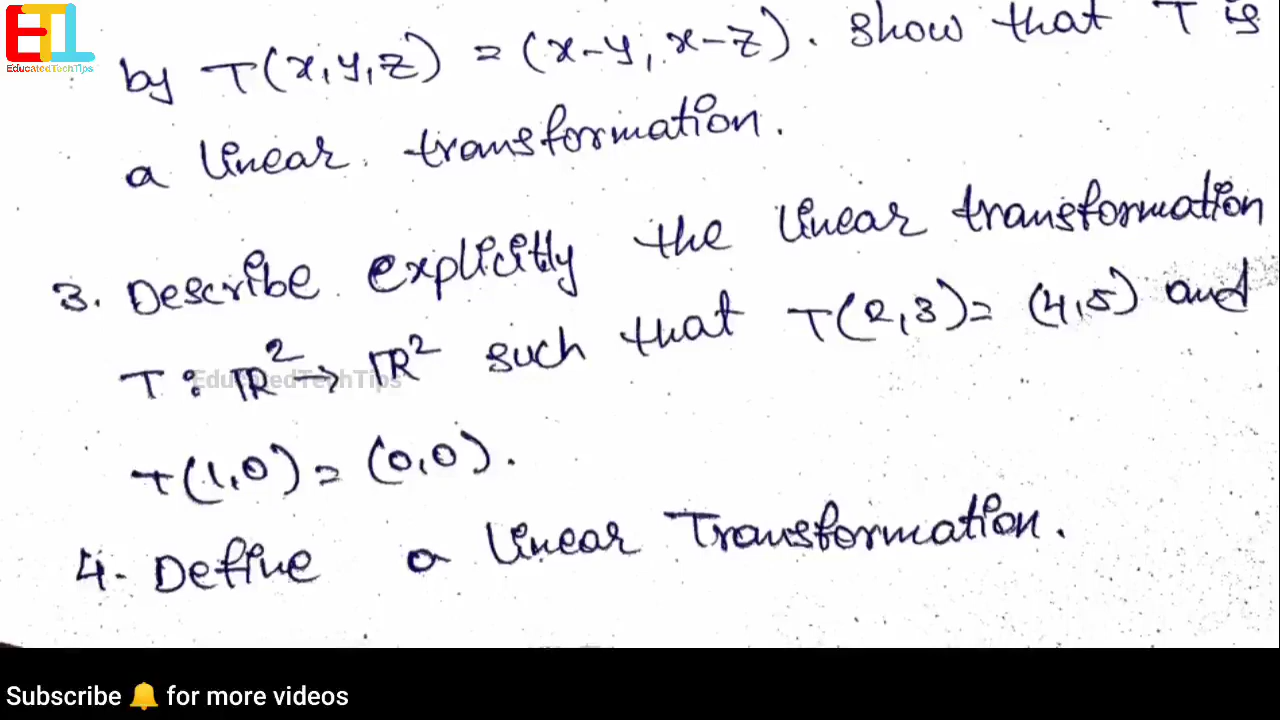 ETL
EducatedTechTips
by T(x,y,z) = (x-y, x-z). Show that T is
a linear transformation.
3. Describe explicitly the linear transformation
T: ℝ² → ℝ² such that T(2,3) = (4,5) and
EducatedTechTips
T(1,0) = (0,0).
4. Define a linear Transformation.
Subscribe 🔔 for more videos